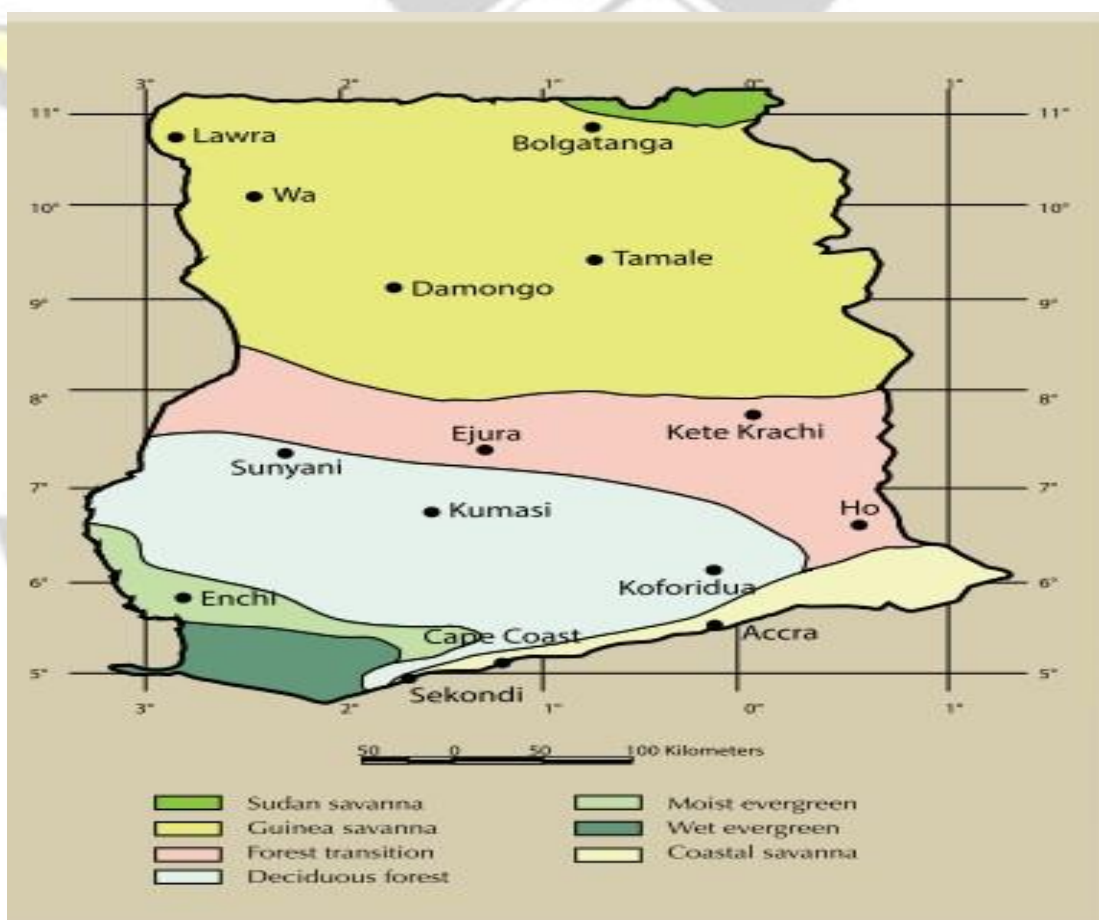 3° 2° 1° 0° 1°
11° 11°
Lawra
Bolgatanga
Wa
10° 10°
Tamale
Damongo
9° 9°
8° 8°
Ejura Kete Krachi
Sunyani
7° 7°
Kumasi Ho
6° 6°
Koforidua
Enchi
Cape Coast Accra
5° 5°
Sekondi
3° 2° 1° 0° 1°
50 0 50 100 Kilometers
Sudan savanna Moist evergreen
Guinea savanna Wet evergreen
Forest transition Coastal savanna
Deciduous forest